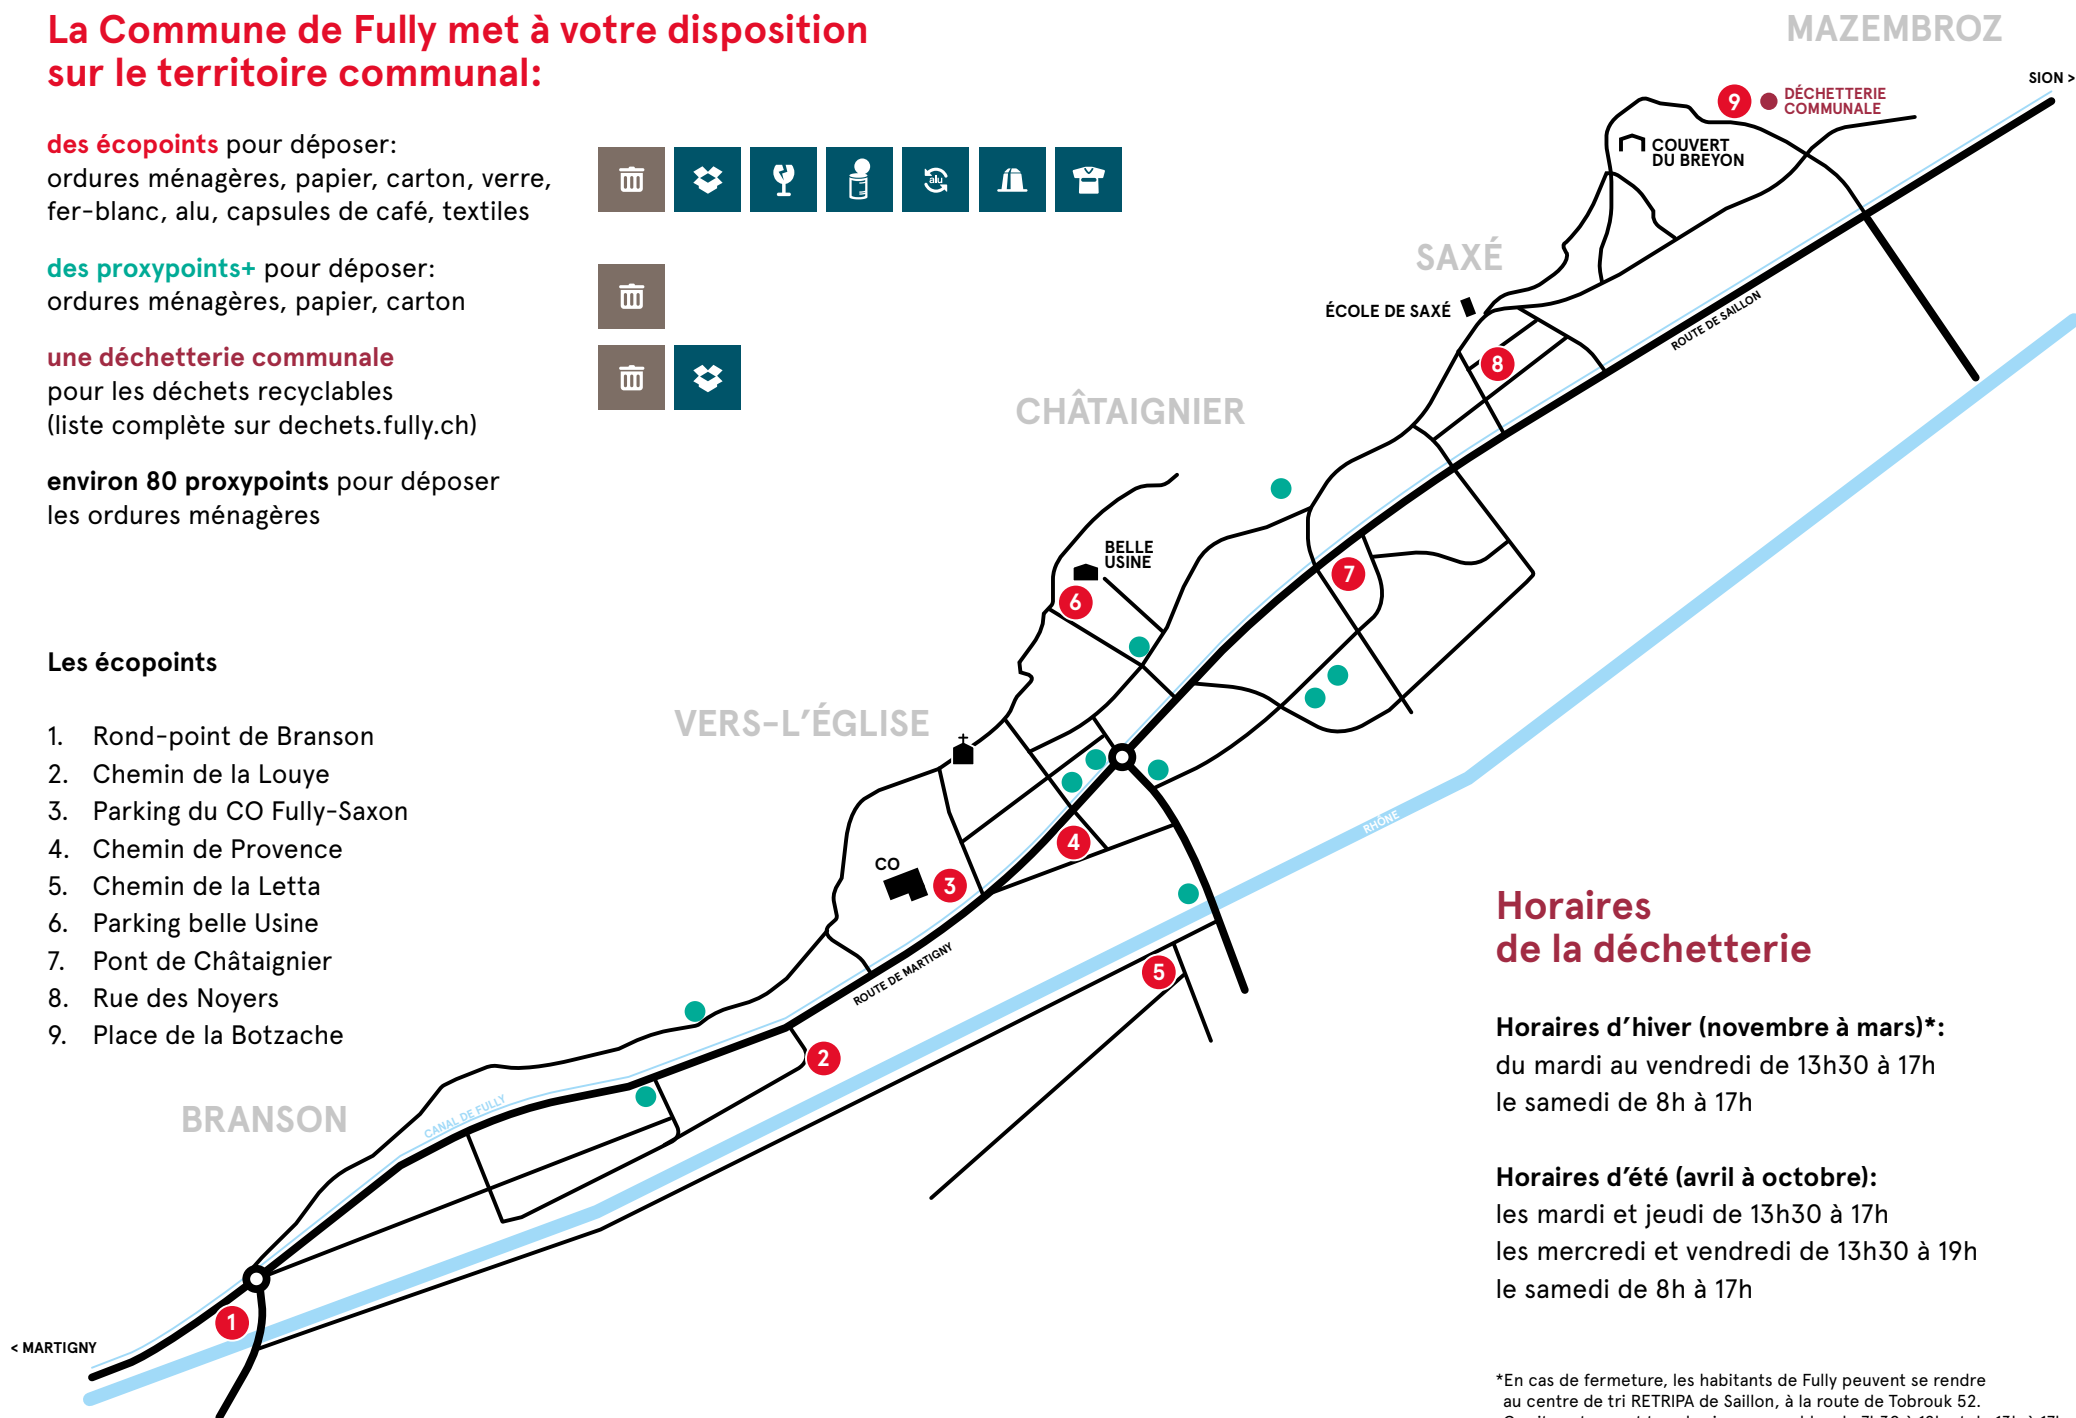 La Commune de Fully met à votre disposition
sur le territoire communal:
des écopoints pour déposer:
ordures ménagères, papier, carton, verre,
fer-blanc, alu, capsules de café, textiles
alu
des proxypoints+ pour déposer:
ordures ménagères, papier, carton
une déchetterie communale
pour les déchets recyclables
(liste complète sur dechets.fully.ch)
environ 80 proxypoints pour déposer
les ordures ménagères
Les écopoints
1. Rond-point de Branson
2. Chemin de la Louye
3. Parking du CO Fully-Saxon
4. Chemin de Provence
5. Chemin de la Letta
6. Parking belle Usine
7. Pont de Châtaignier
8. Rue des Noyers
9. Place de la Botzache
MAZEMBROZ
SION >
9
DÉCHETTERIE
COMMUNALE
COUVERT
DU BREYON
SAXÉ
ÉCOLE DE SAXÉ
ROUTE DE SAILLON
8
CHÂTAIGNIER
BELLE
USINE
7
6
VERS-L'ÉGLISE
RHÔNE
4
CO
3
ROUTE DE MARTIGNY
5
2
CANAL DE FULLY
BRANSON
1
< MARTIGNY
Horaires
de la déchetterie
Horaires d'hiver (novembre à mars)*:
du mardi au vendredi de 13h30 à 17h
le samedi de 8h à 17h
Horaires d'été (avril à octobre):
les mardi et jeudi de 13h30 à 17h
les mercredi et vendredi de 13h30 à 19h
le samedi de 8h à 17h
*En cas de fermeture, les habitants de Fully peuvent se rendre
au centre de tri RETRIPA de Saillon, à la route de Tobrouk 52.